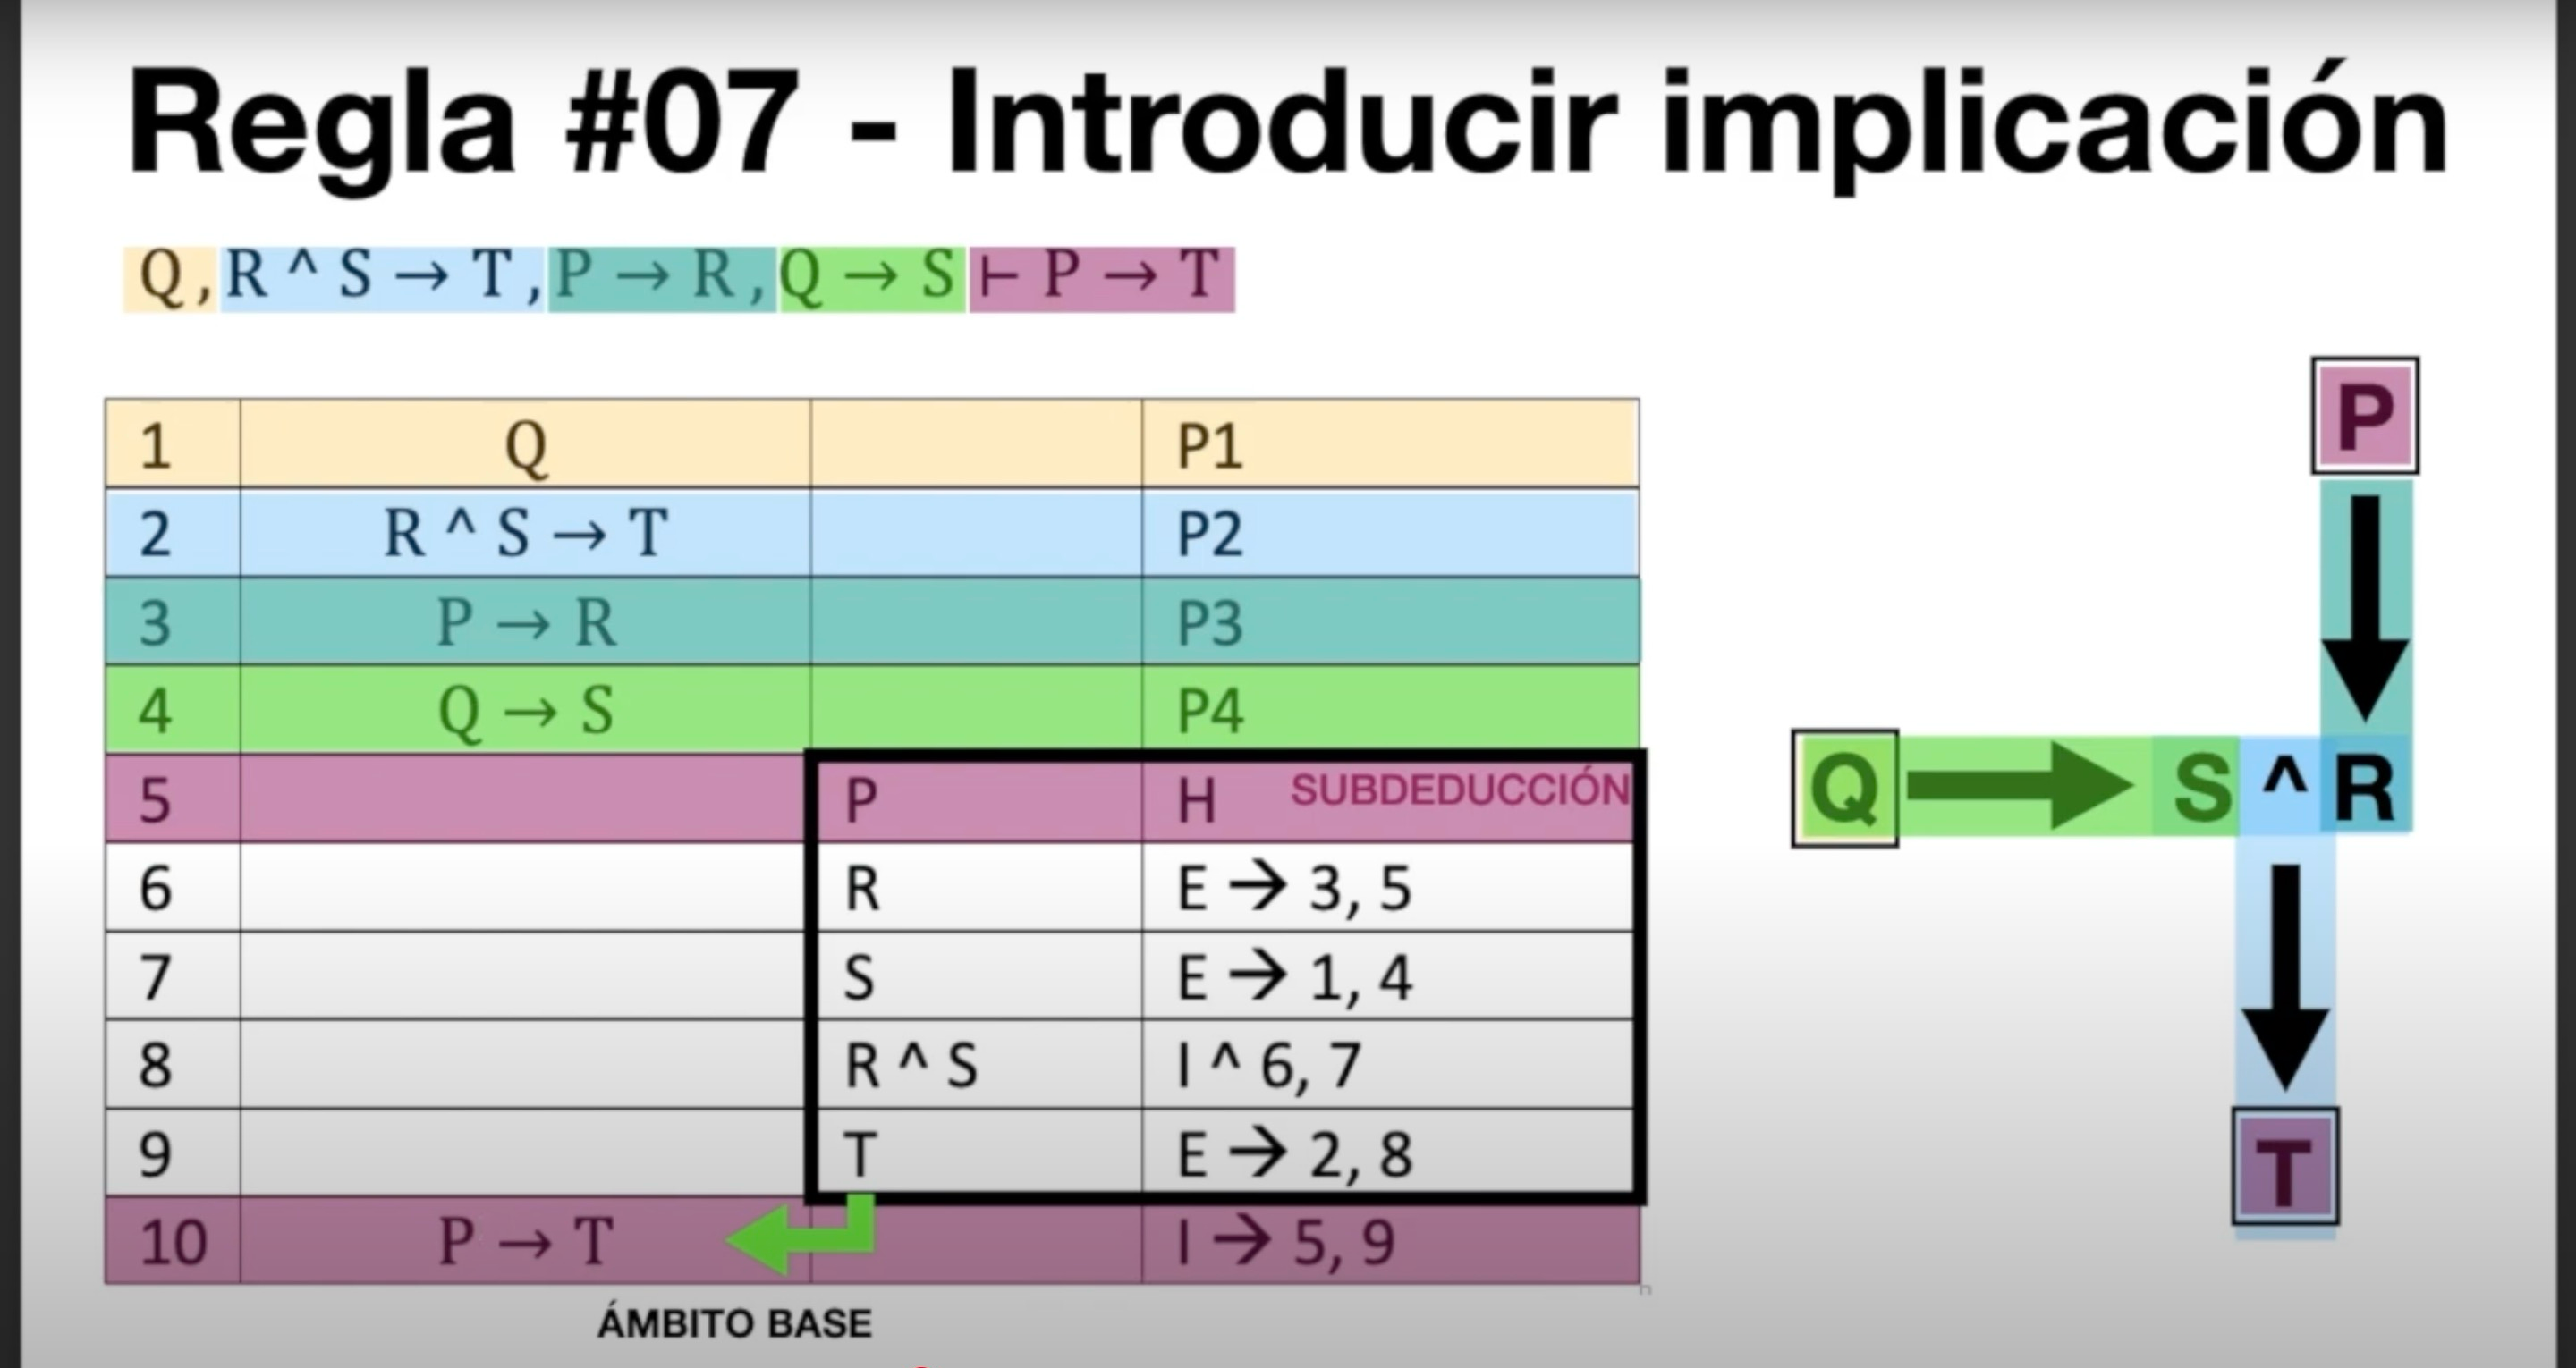 Regla #07 - Introducir implicación
Q , R ^ S → T , P → R , Q → S ⊢ P → T
1 Q P1
2 R ^ S → T P2
3 P → R P3
4 Q → S P4
5 P H SUBDEDUCCIÓN
6 R E → 3, 5
7 S E → 1, 4
8 R ^ S I ^ 6, 7
9 T E → 2, 8
10 P → T I → 5, 9
ÁMBITO BASE
P
Q S ^ R
T